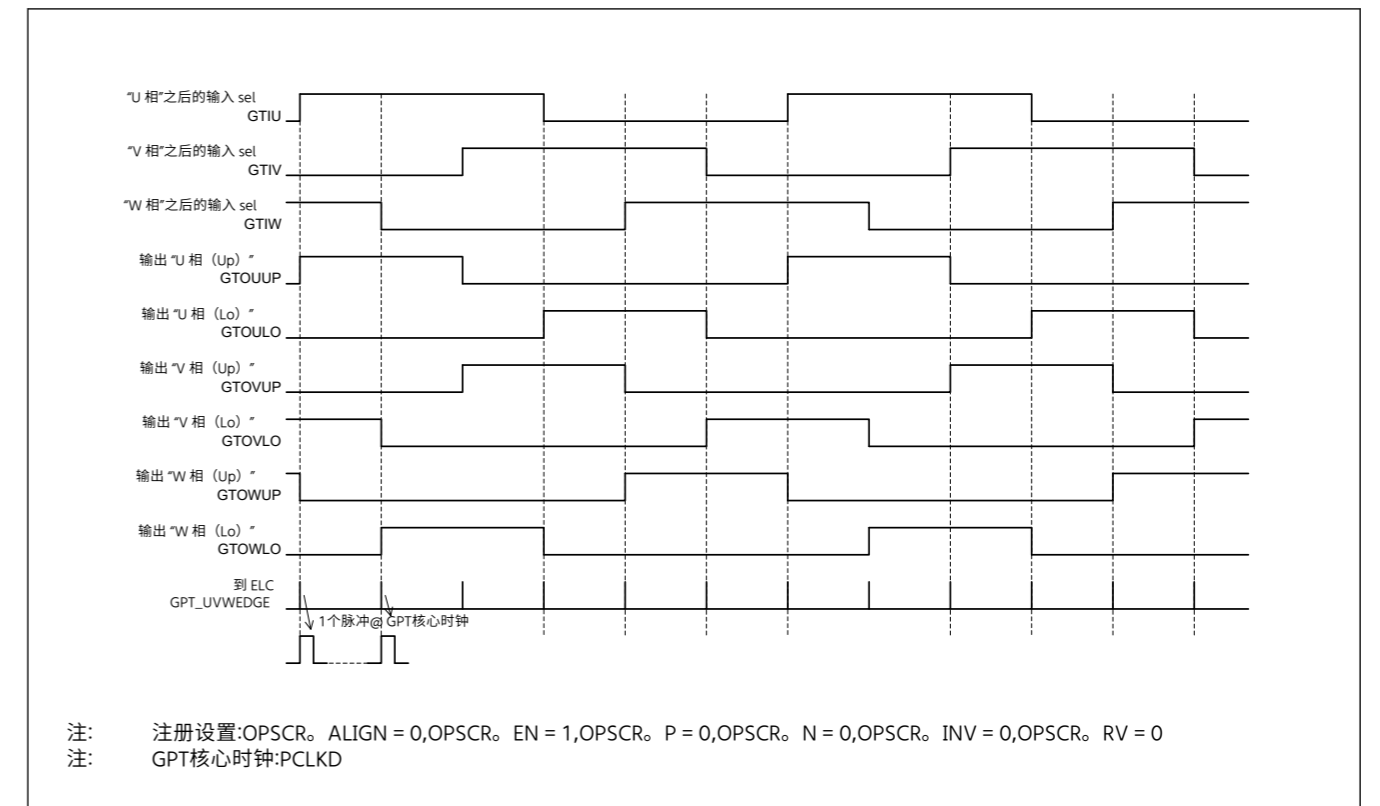 “U 相”之后的输入 sel
GTIU
“V 相”之后的输入 sel
GTIV
“W 相”之后的输入 sel
GTIW
输出 “U 相（Up）”
GTOUUP
输出 “U 相（Lo）”
GTOULO
输出 “V 相（Up）”
GTOVUP
输出 “V 相（Lo）”
GTOVLO
输出 “W 相（Up）”
GTOWUP
输出 “W 相（Lo）”
GTOWLO
到 ELC
GPT_UVWEDGE
1个脉冲@ GPT核心时钟
注: 注册设置:OPSCR。ALIGN = 0,OPSCR。EN = 1,OPSCR。P = 0,OPSCR。N = 0,OPSCR。INV = 0,OPSCR。RV = 0
注: GPT核心时钟:PCLKD